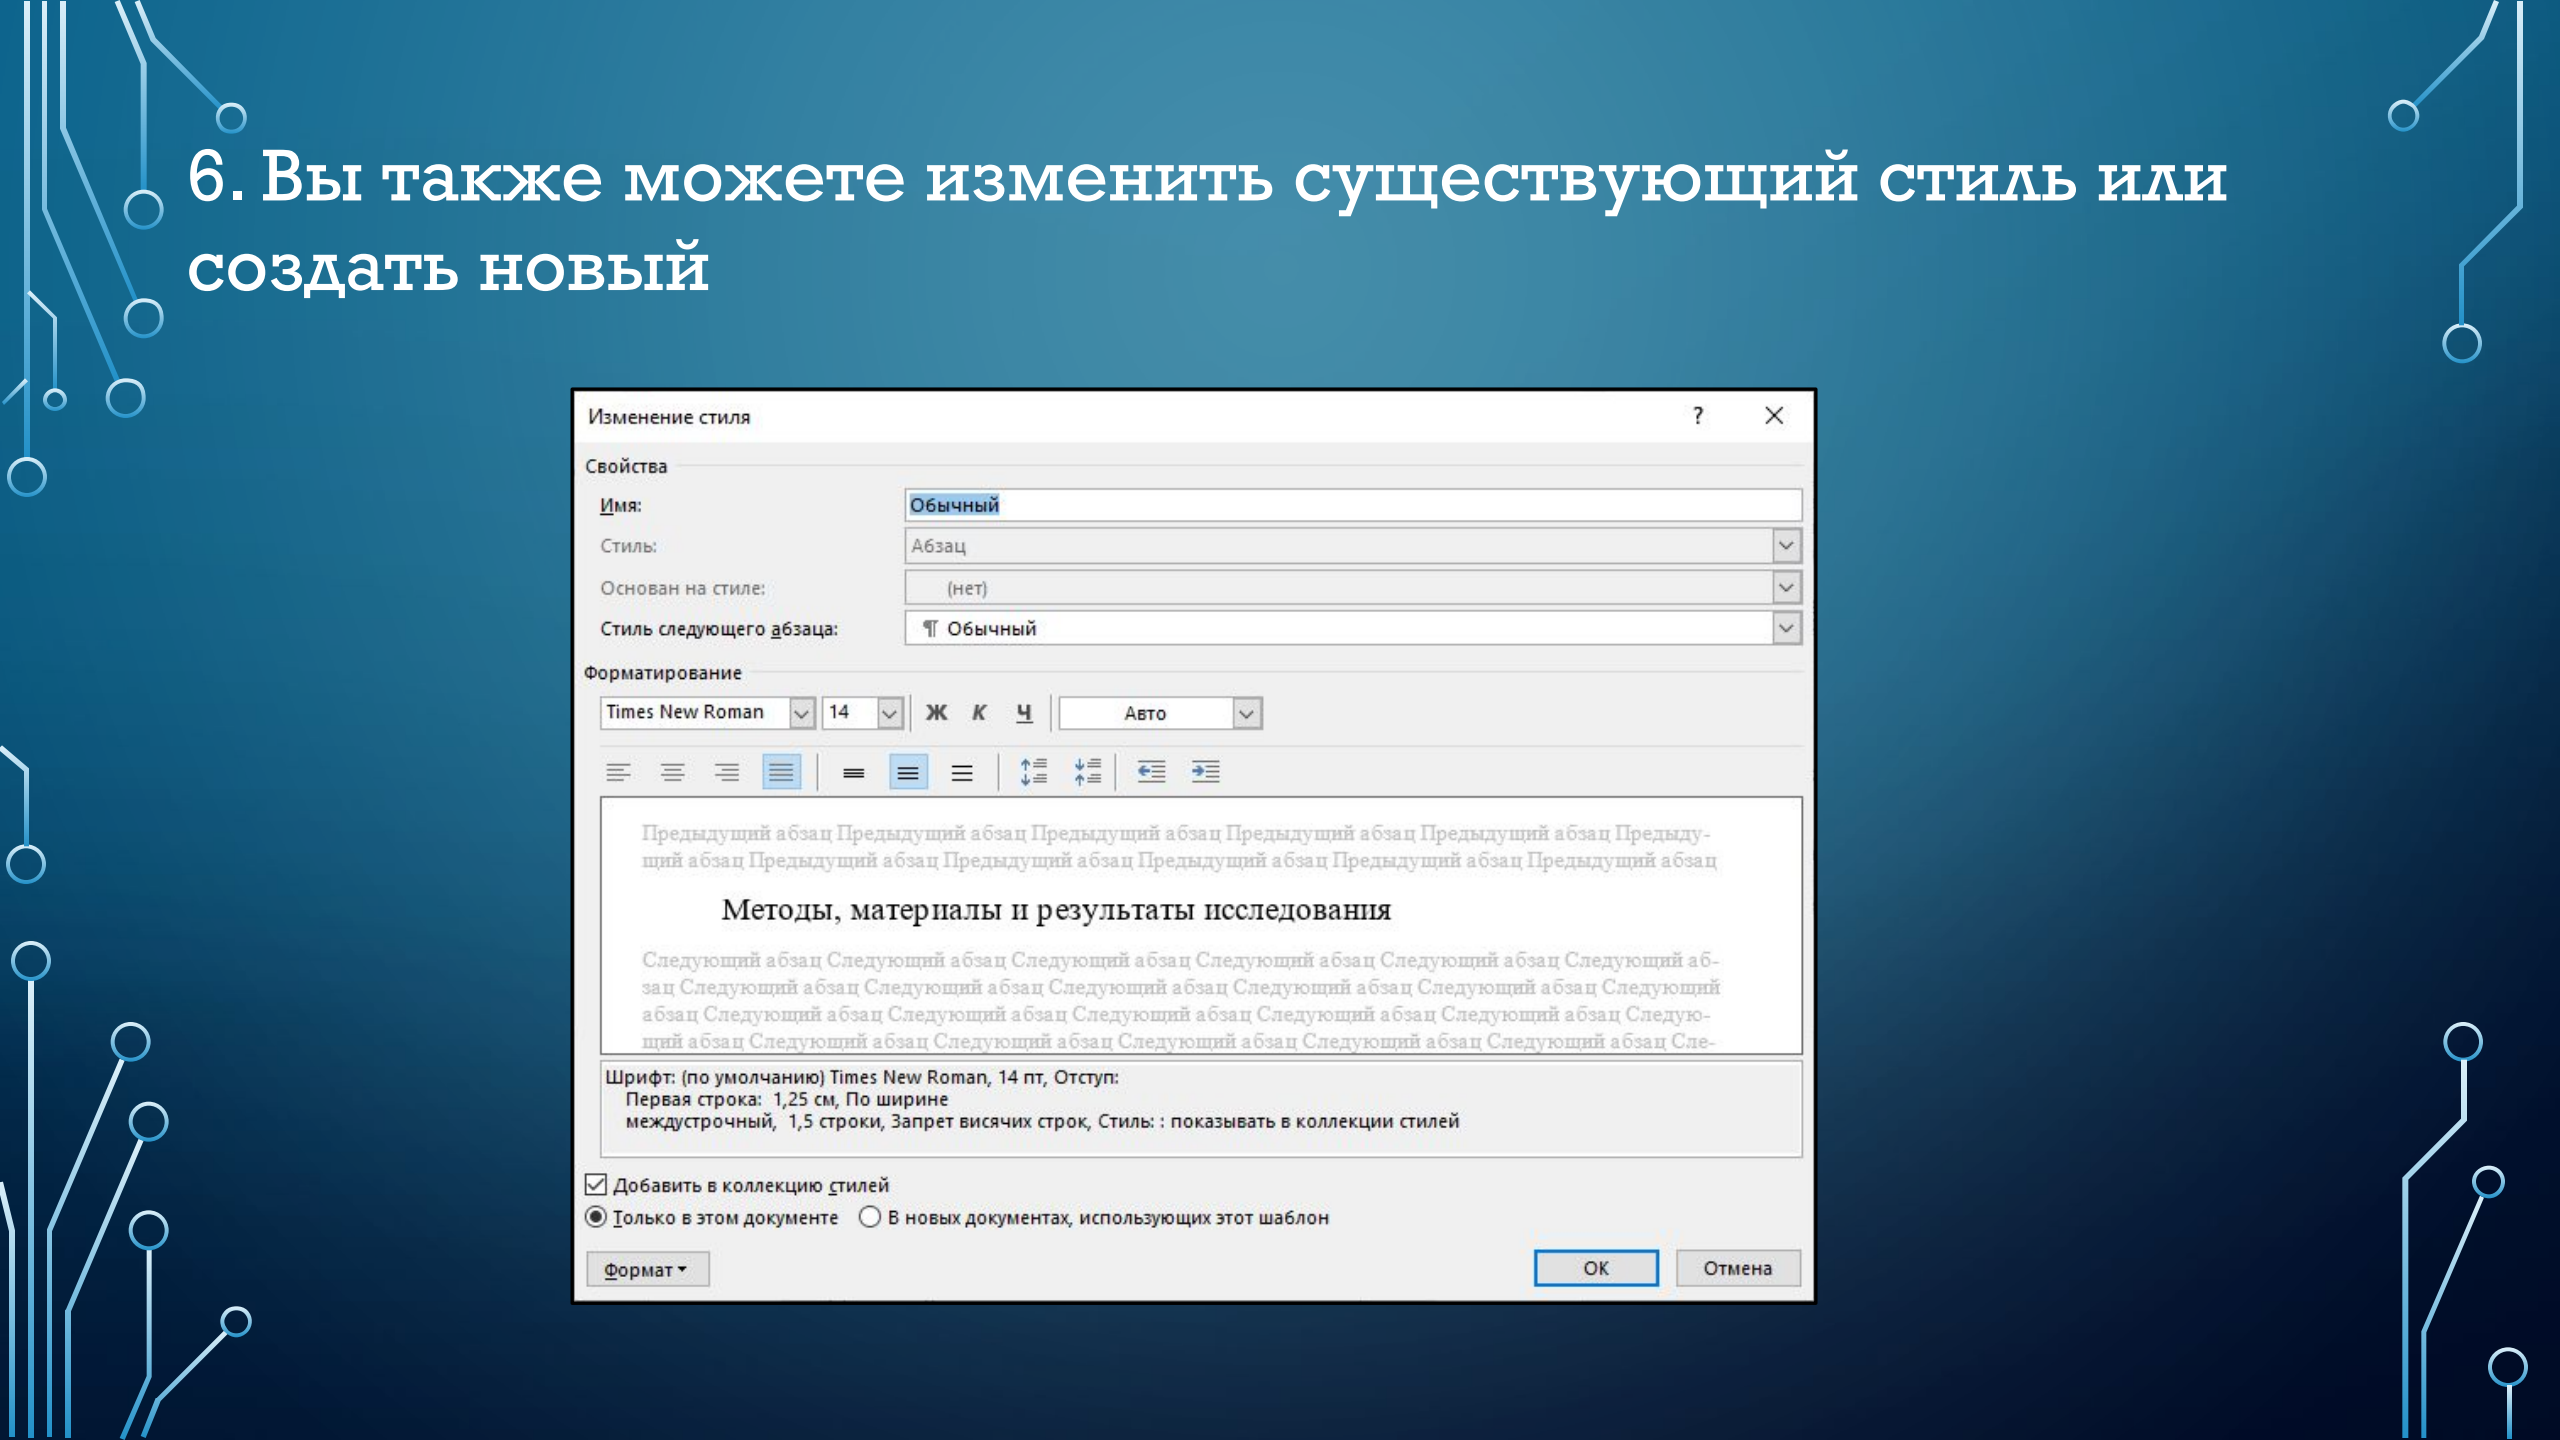 6. Вы также можете изменить существующий стиль или
создать новый
Изменение стиля
?
Свойства
Имя: Обычный
Стиль: Абзац
Основан на стиле: (нет)
Стиль следующего абзаца: ¶ Обычный
Форматирование
Times New Roman 14 Ж К Ч Авто
Предыдущий абзац Предыдущий абзац Предыдущий абзац Предыдущий абзац Предыдущий абзац Предыду-
щий абзац Предыдущий абзац Предыдущий абзац Предыдущий абзац Предыдущий абзац Предыдущий абзац
Методы, материалы и результаты исследования
Следующий абзац Следующий абзац Следующий абзац Следующий абзац Следующий абзац Следующий аб-
зац Следующий абзац Следующий абзац Следующий абзац Следующий абзац Следующий абзац Следующий
абзац Следующий абзац Следующий абзац Следующий абзац Следующий абзац Следующий абзац Следую-
щий абзац Следующий абзац Следующий абзац Следующий абзац Следующий абзац Следующий абзац Сле-
Шрифт: (по умолчанию) Times New Roman, 14 пт, Отступ:
Первая строка: 1,25 см, По ширине
междустрочный, 1,5 строки, Запрет висячих строк, Стиль: : показывать в коллекции стилей
Добавить в коллекцию стилей
Только в этом документе В новых документах, использующих этот шаблон
Формат ОК Отмена